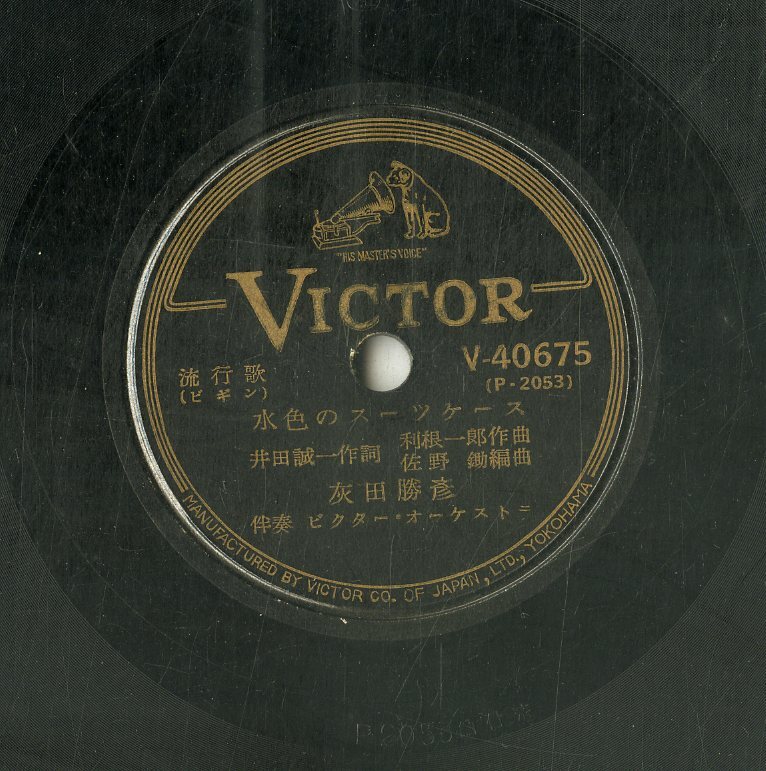 "HIS MASTER'S VOICE"
VICTOR
V-40675
(P-2053)
流行歌
(ビギン)
水色のスーツケース
井田誠一作詞 利根一郎作曲
佐野 鋤編曲
灰田勝彦
伴奏 ビクター＝オーケストラ
MANUFACTURED BY VICTOR CO. OF JAPAN, LTD., YOKOHAMA